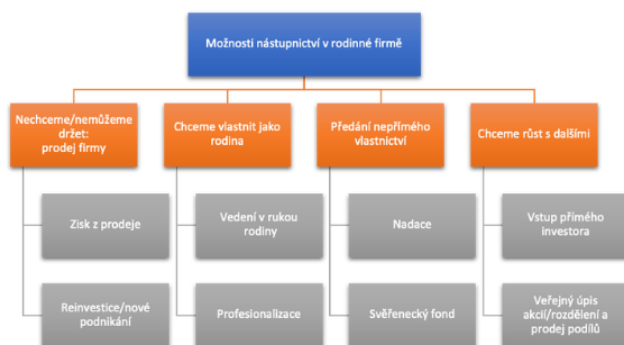 Možnosti nástupnictví v rodinné firmě
Nechceme/nemůžeme
držet:
prodej firmy
Chceme vlastnit jako
rodina
Předání nepřímého
vlastnictví
Chceme růst s dalšími
Zisk z prodeje
Vedení v rukou
rodiny
Nadace
Vstup přímého
investora
Reinvestice/nové
podnikání
Profesionalizace
Svěřenecký fond
Veřejný úpis
akcií/rozdělení a
prodej podílů